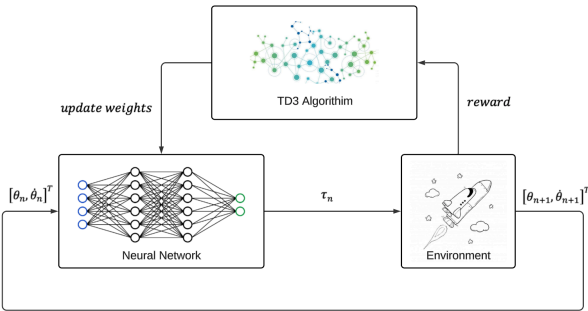 TD3 Algorithim
update weights
reward
[θₙ, θ̇ₙ]ᵀ
τₙ
[θₙ₊₁, θ̇ₙ₊₁]ᵀ
Neural Network
Environment